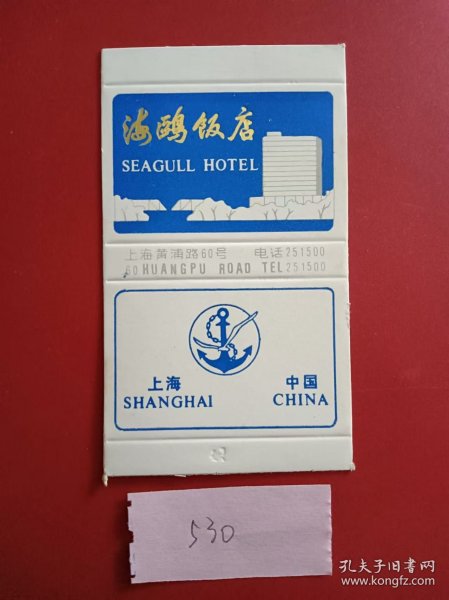 海鸥饭店
SEAGULL HOTEL
上海黄浦路60号 电话251500
60 HUANGPU ROAD TEL 251500
上海 中国
SHANGHAI CHINA
530
孔夫子旧书网
www.kongfz.com